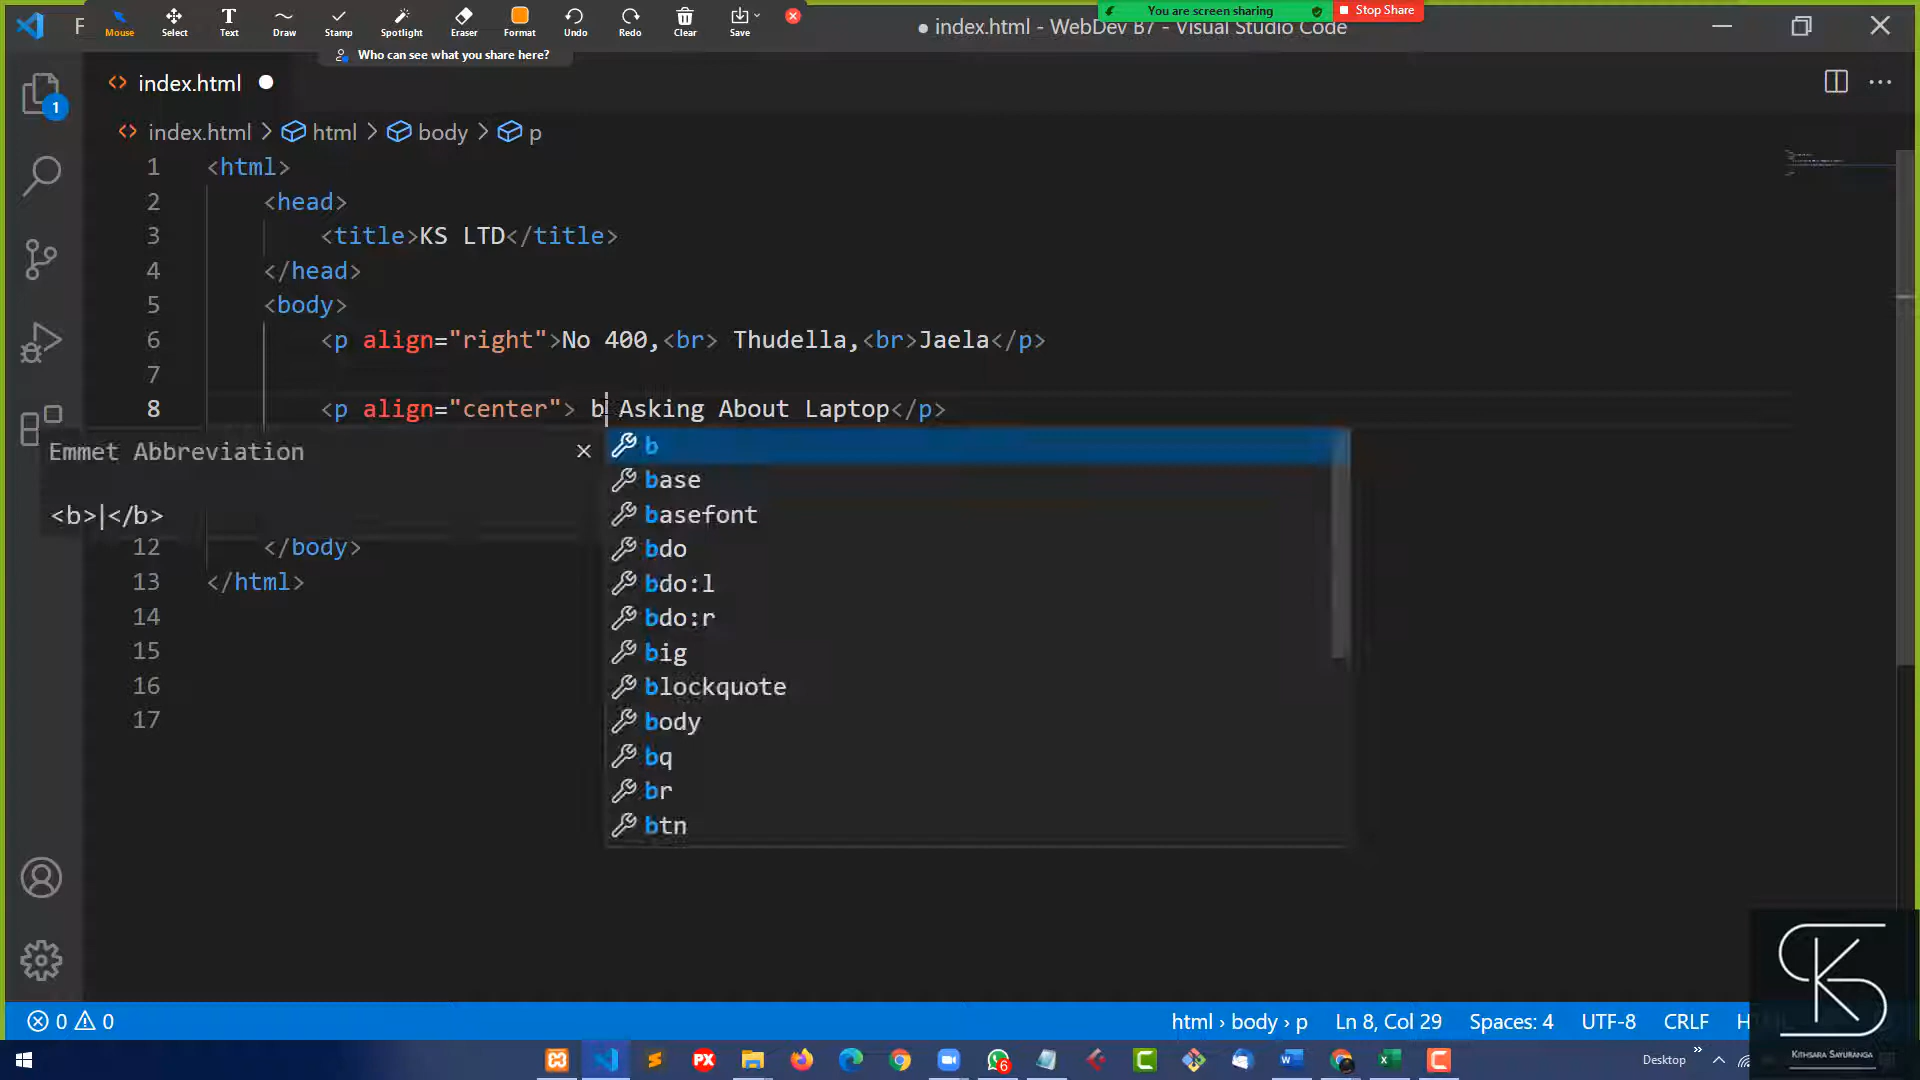 Mouse Select Text Draw Stamp Spotlight Eraser Format Undo Redo Clear Save
You are screen sharing Stop Share
Who can see what you share here?
F ● index.html - WebDev B7 - Visual Studio Code
index.html
index.html > html > body > p
1 <html>
2 <head>
3 <title>KS LTD</title>
4 </head>
5 <body>
6 <p align="right">No 400,<br> Thudella,<br>Jaela</p>
7
8 <p align="center"> b Asking About Laptop</p>
Emmet Abbreviation
<b>|</b>
b
base
basefont
bdo
bdo:l
bdo:r
big
blockquote
body
bq
br
btn
12 </body>
13 </html>
14
15
16
17
1
0 0
html › body › p Ln 8, Col 29 Spaces: 4 UTF-8 CRLF
PX 6 Desktop
KS
KITHSARA SAYURANGA